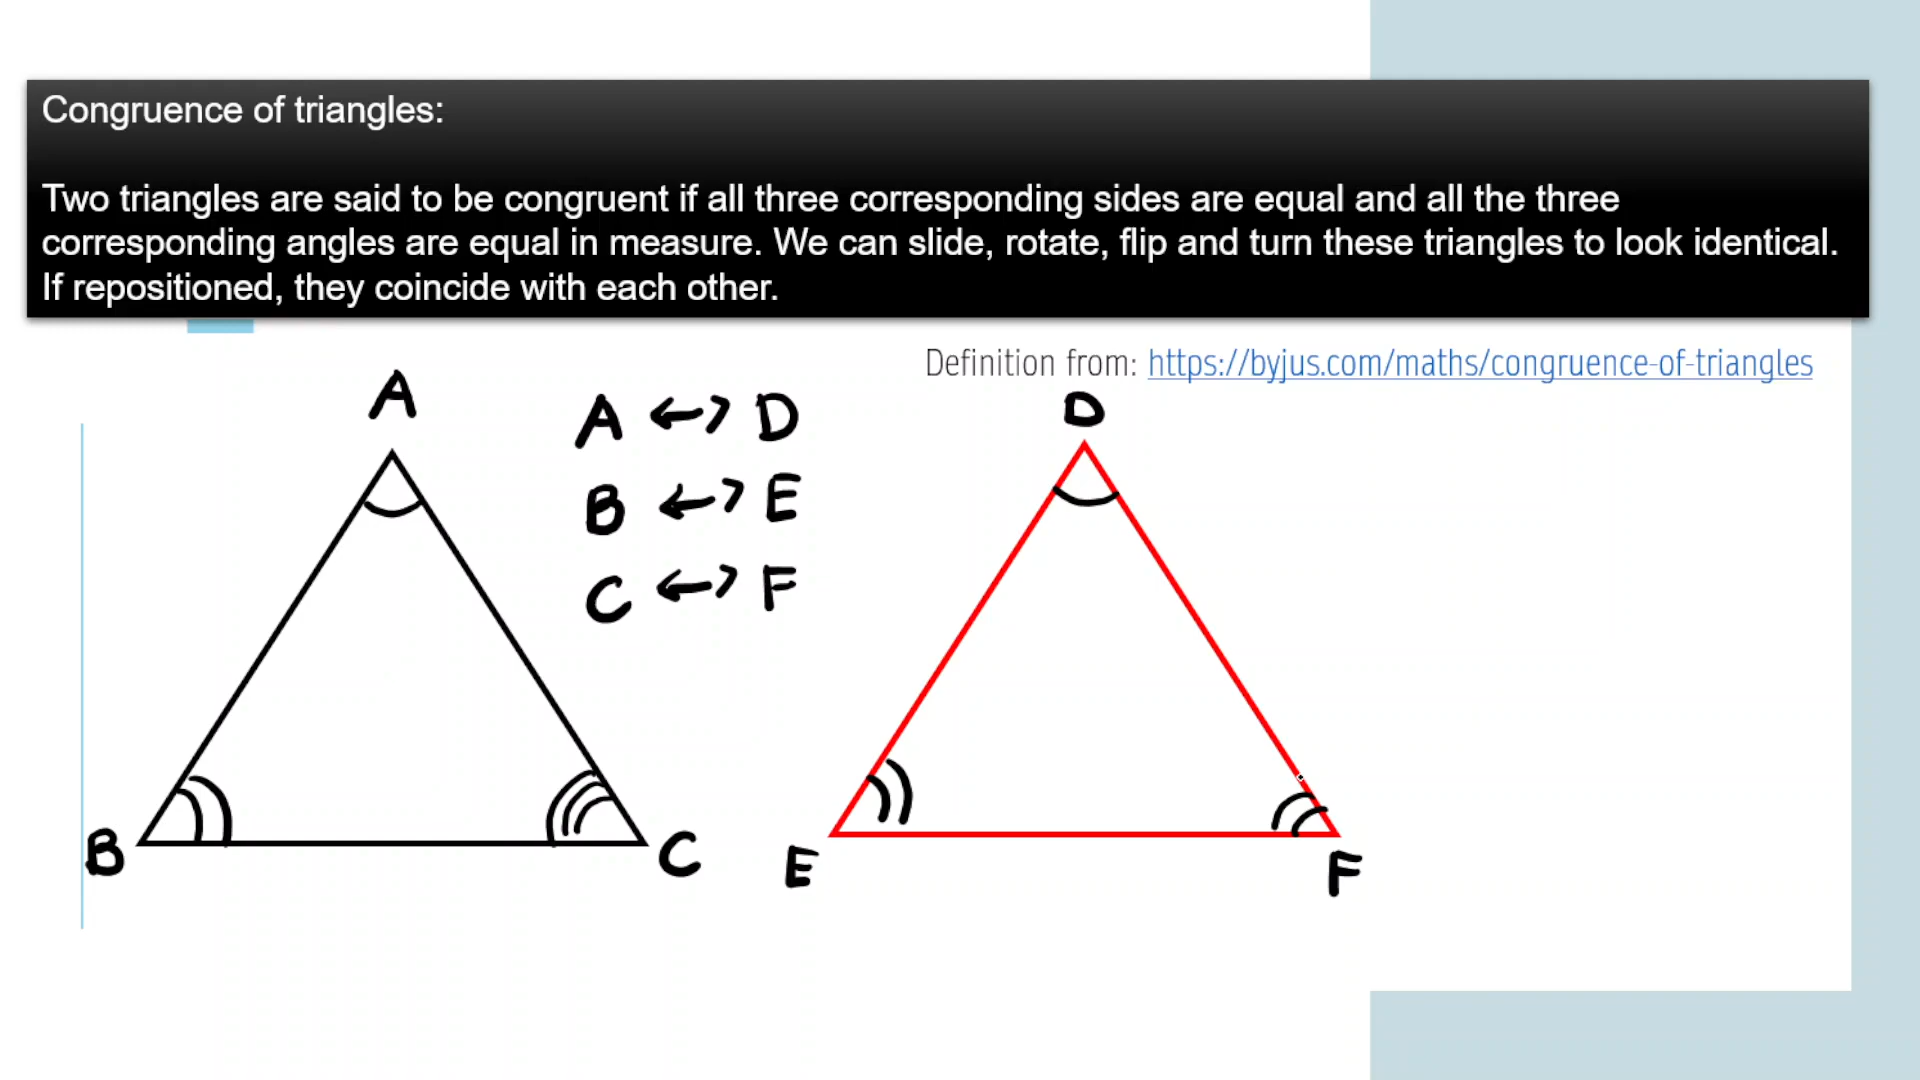 Congruence of triangles:
Two triangles are said to be congruent if all three corresponding sides are equal and all the three
corresponding angles are equal in measure. We can slide, rotate, flip and turn these triangles to look identical.
If repositioned, they coincide with each other.
Definition from: https://byjus.com/maths/congruence-of-triangles
A
A ↔ D
B ↔ E
C ↔ F
D
B
C
E
F